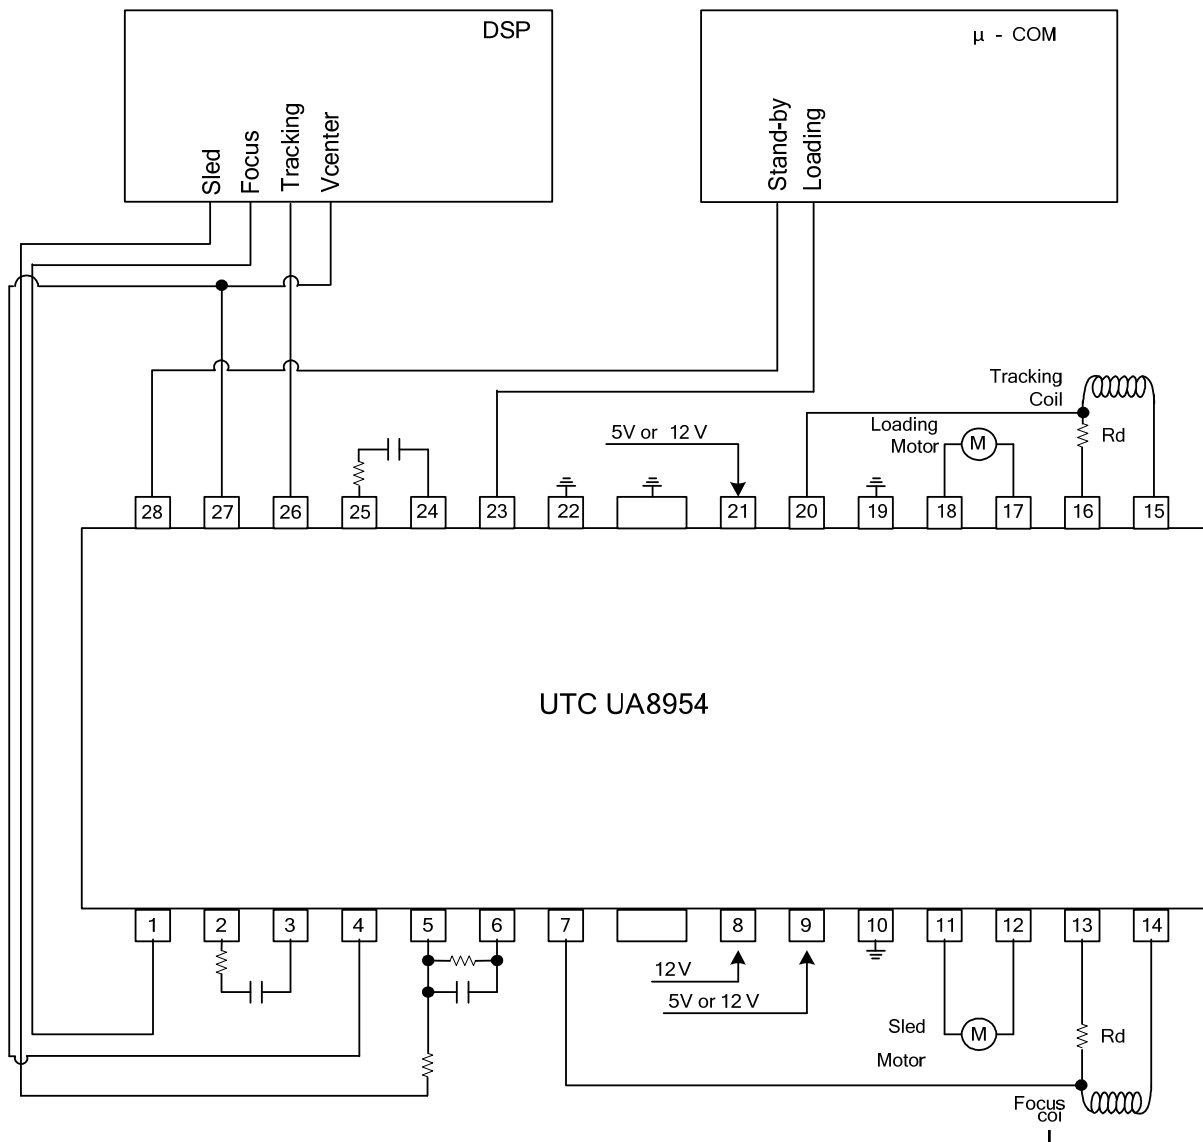 DSP
μ - COM
Sled
Focus
Tracking
Vcenter
Stand-by
Loading
Tracking
Coil
Rd
Loading
Motor
M
5V or 12 V
28
27
26
25
24
23
22
21
20
19
18
17
16
15
UTC UA8954
1
2
3
4
5
6
7
8
9
10
11
12
13
14
12 V
5V or 12 V
Sled
Motor
M
Rd
Focus
coi
l